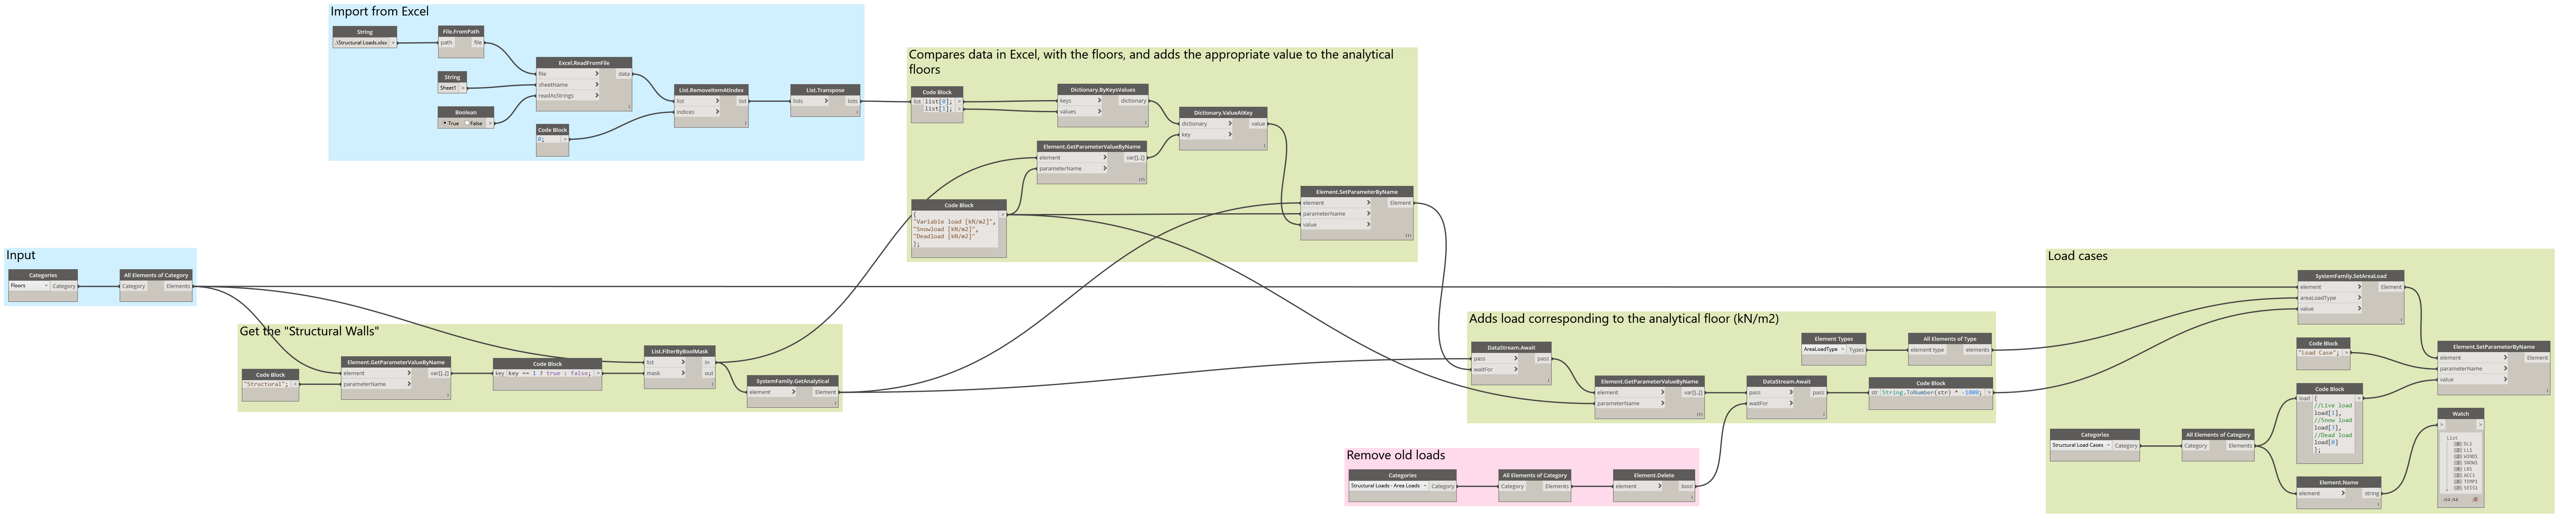 Import from Excel
String
.\Structural Loads.xlsx >
File.FromPath
path file
String
Sheet1 >
Boolean
True False >
Excel.ReadFromFile
file > data
sheetName >
readAsStrings >
Code Block
0; >
List.RemoveItemAtIndex
list > list
indices >
List.Transpose
lists > lists
Compares data in Excel, with the floors, and adds the appropriate value to the analytical
floors
Code Block
list list[0]; >
list[1]; >
Dictionary.ByKeysValues
keys > dictionary
values >
Dictionary.ValueAtKey
dictionary > value
key >
Element.GetParameterValueByName
element > var[]..[]
parameterName >
Code Block
{ >
"Variable load [kN/m2]",
"Snowload [kN/m2]",
"Deadload [kN/m2]"
};
Element.SetParameterByName
element > Element
parameterName >
value >
Input
Categories
Floors Category
All Elements of Category
Category Elements
Get the "Structural Walls"
Code Block
"Structural"; >
Element.GetParameterValueByName
element > var[]..[]
parameterName >
Code Block
key key == 1 ? true : false; >
List.FilterByBoolMask
list > in
mask > out
SystemFamily.GetAnalytical
element > Element
Adds load corresponding to the analytical floor (kN/m2)
DataStream.Await
pass > pass
waitFor >
Element.GetParameterValueByName
element > var[]..[]
parameterName >
DataStream.Await
pass > pass
waitFor >
Element Types
AreaLoadType Types
All Elements of Type
element type elements
Code Block
str String.ToNumber(str) * -1000; >
Remove old loads
Categories
Structural Loads - Area Loads Category
All Elements of Category
Category Elements
Element.Delete
element > bool
Load cases
SystemFamily.SetAreaLoad
element > Element
areaLoadType >
value >
Code Block
"Load Case"; >
Element.SetParameterByName
element > Element
parameterName >
value >
Code Block
load { >
//Live load
load[1],
//Snow load
load[3],
//Dead load
load[0]
};
Categories
Structural Load Cases Category
All Elements of Category
Category Elements
Element.Name
element > string
Watch
> >
List
0 DL1
1 LL1
2 WIND1
3 SNOW1
4 LR1
5 ACC1
6 TEMP1
7 SEIS1